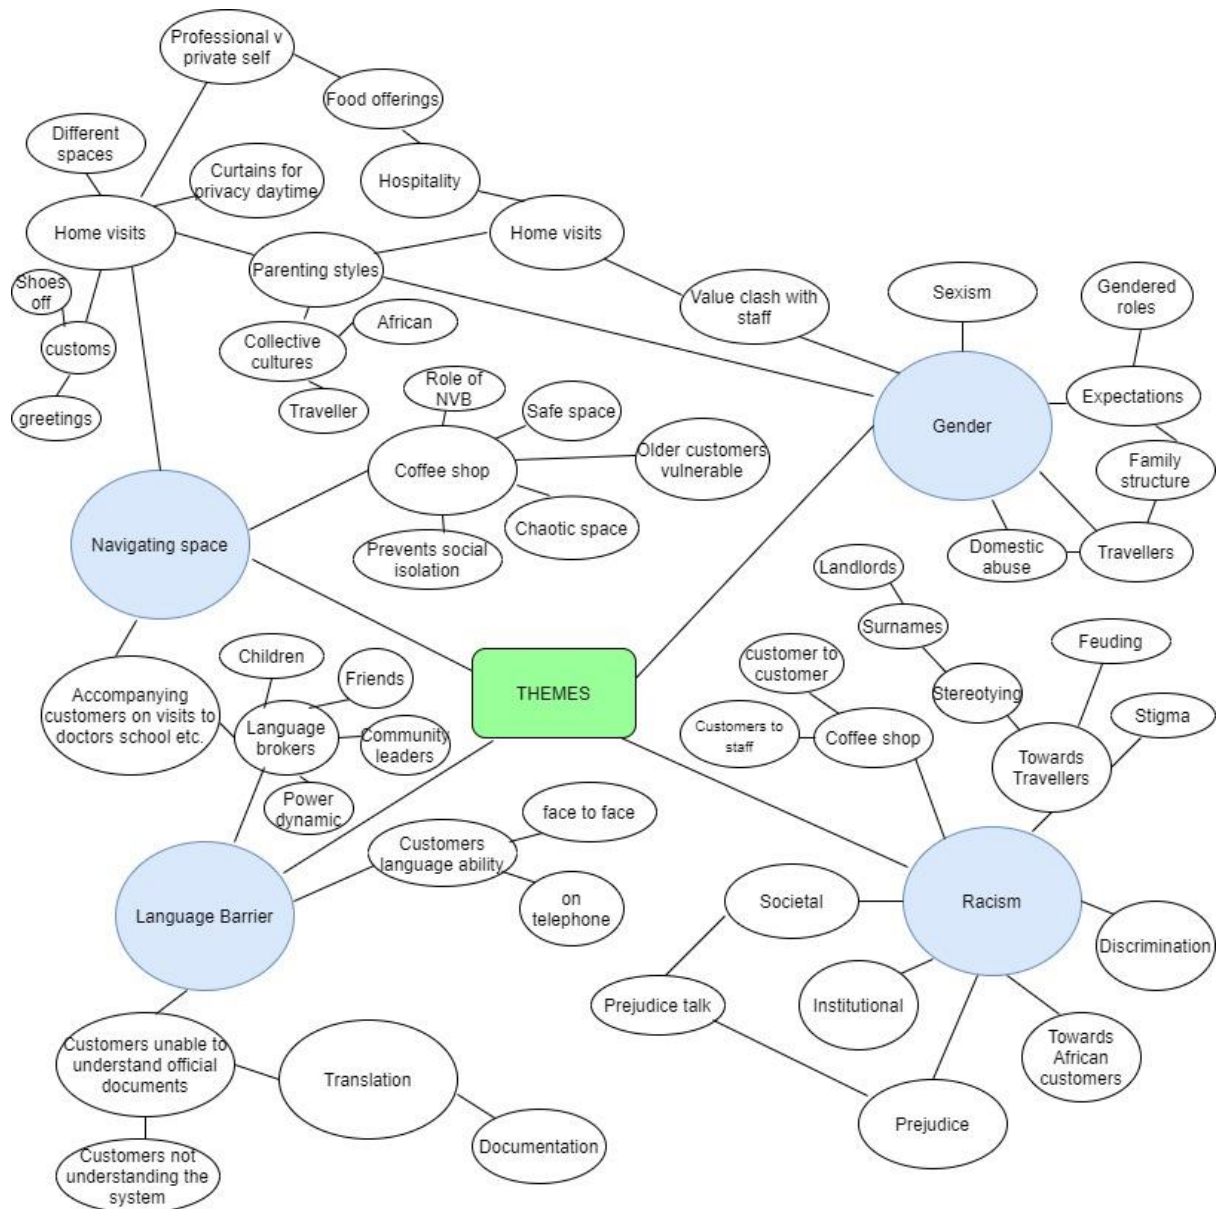 Professional v
private self
Food offerings
Different
spaces
Curtains for
privacy daytime
Hospitality
Home visits
Home visits
Parenting styles
Shoes
off
customs
greetings
Collective
cultures
African
Traveller
Value clash with
staff
Sexism
Gendered
roles
Expectations
Gender
Family
structure
Travellers
Domestic
abuse
Role of
NVB
Safe space
Coffee shop
Older customers
vulnerable
Chaotic space
Prevents social
isolation
Navigating space
Accompanying
customers on visits to
doctors school etc.
Children
Friends
Language
brokers
Community
leaders
Power
dynamic
THEMES
Landlords
Surnames
Stereotying
customer to
customer
Customers to
staff
Coffee shop
Feuding
Stigma
Towards
Travellers
Language Barrier
Customers
language ability
face to face
on
telephone
Societal
Racism
Discrimination
Prejudice talk
Institutional
Towards
African
customers
Prejudice
Customers unable to
understand official
documents
Translation
Documentation
Customers not
understanding the
system